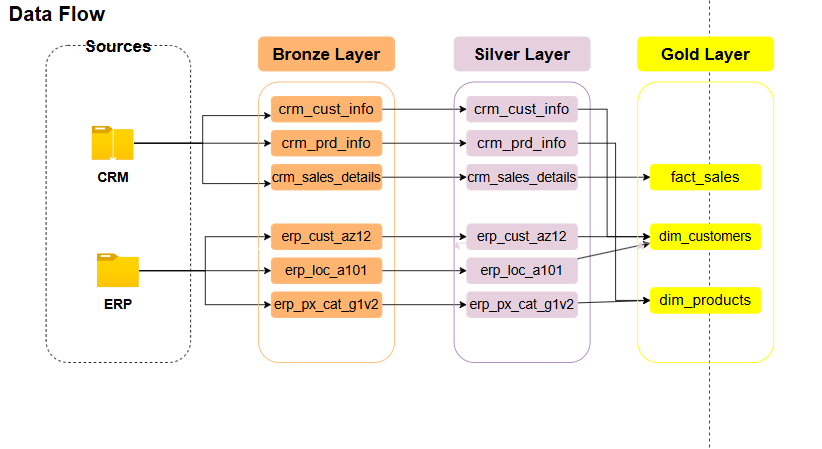 Data Flow
Sources
Bronze Layer
Silver Layer
Gold Layer
CRM
crm_cust_info
crm_prd_info
crm_sales_details
crm_cust_info
crm_prd_info
crm_sales_details
fact_sales
ERP
erp_cust_az12
erp_loc_a101
erp_px_cat_g1v2
erp_cust_az12
erp_loc_a101
erp_px_cat_g1v2
dim_customers
dim_products